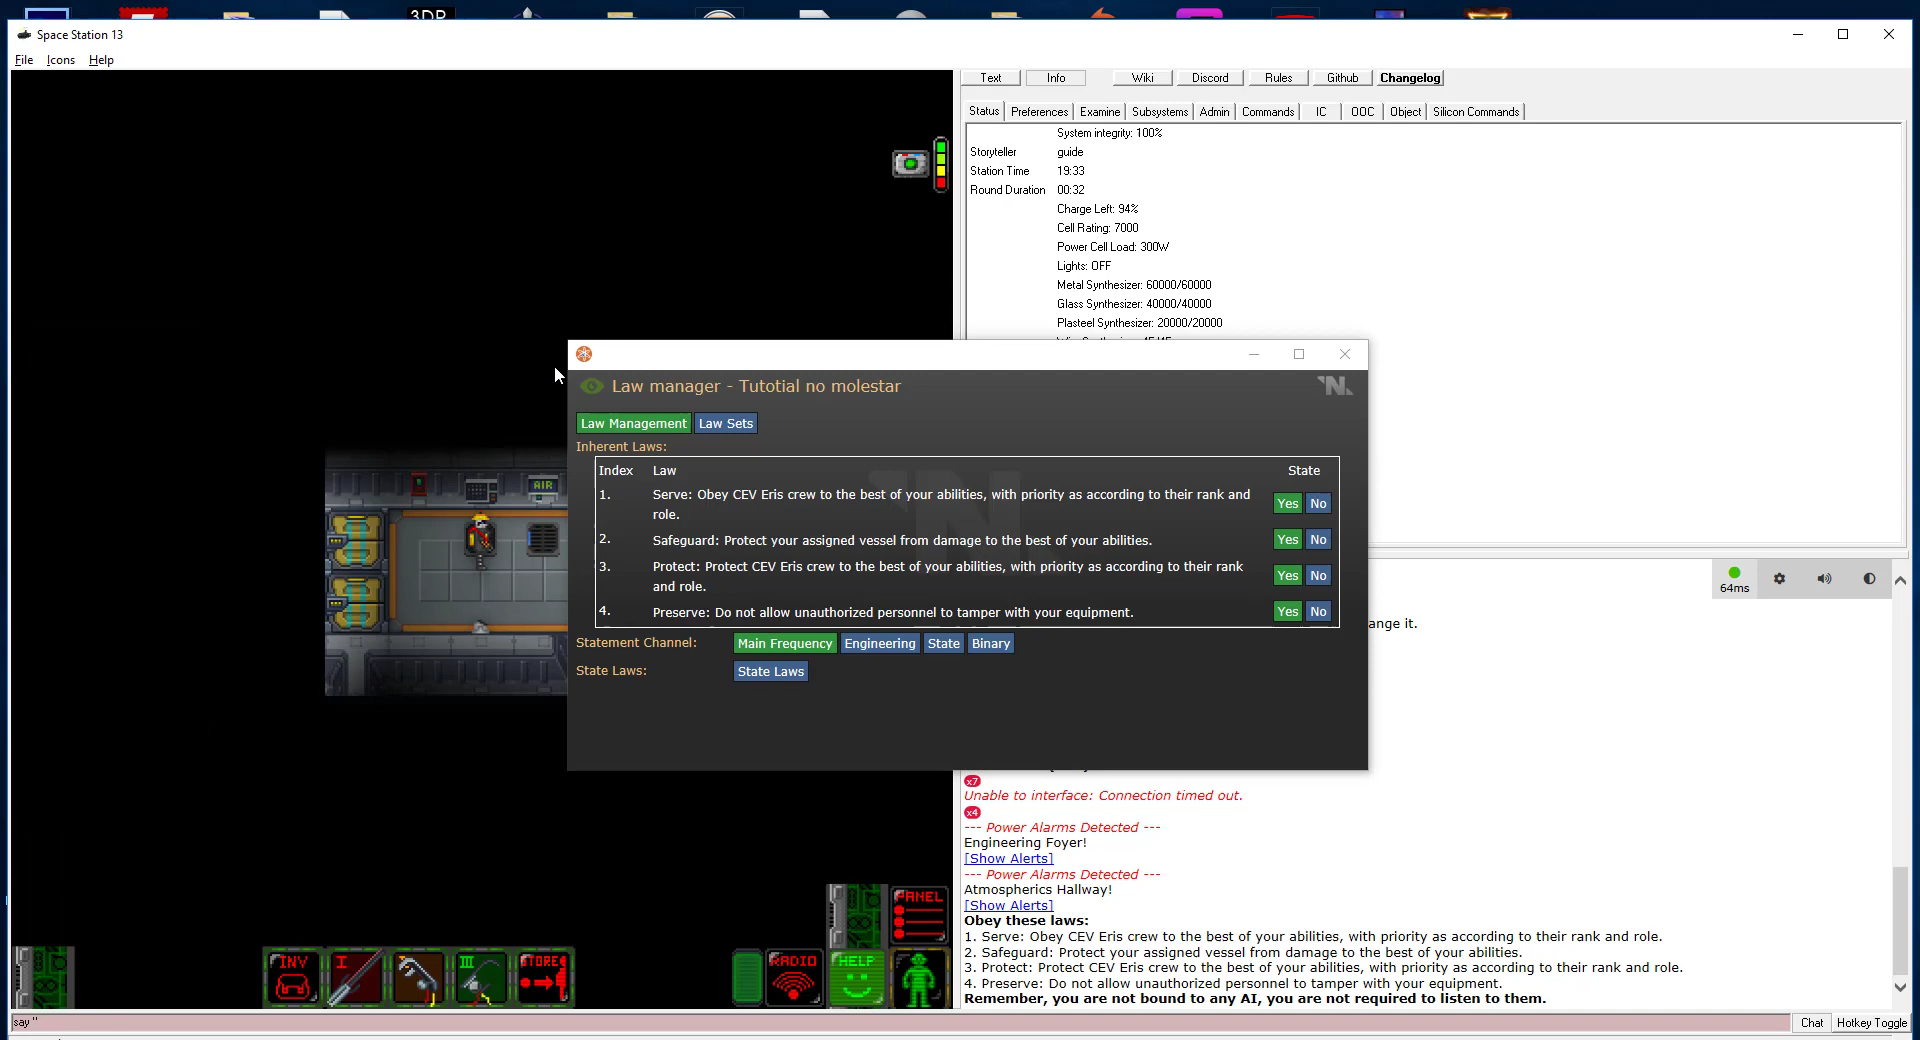 3DP
Space Station 13
File Icons Help
Text Info Wiki Discord Rules Github Changelog
Status Preferences Examine Subsystems Admin Commands IC OOC Object Silicon Commands
System integrity: 100%
Storyteller guide
Station Time 19:33
Round Duration 00:32
Charge Left: 94%
Cell Rating: 7000
Power Cell Load: 300W
Lights: OFF
Metal Synthesizer: 60000/60000
Glass Synthesizer: 40000/40000
Plasteel Synthesizer: 20000/20000
Law manager - Tutotial no molestar
Law Management Law Sets
Inherent Laws:
Index Law State
1. Serve: Obey CEV Eris crew to the best of your abilities, with priority as according to their rank and
role. Yes No
2. Safeguard: Protect your assigned vessel from damage to the best of your abilities. Yes No
3. Protect: Protect CEV Eris crew to the best of your abilities, with priority as according to their rank
and role. Yes No
4. Preserve: Do not allow unauthorized personnel to tamper with your equipment. Yes No
Statement Channel: Main Frequency Engineering State Binary
State Laws: State Laws
AIR
64ms
ange it.
x7
Unable to interface: Connection timed out.
x4
--- Power Alarms Detected ---
Engineering Foyer!
[Show Alerts]
--- Power Alarms Detected ---
Atmospherics Hallway!
[Show Alerts]
Obey these laws:
1. Serve: Obey CEV Eris crew to the best of your abilities, with priority as according to their rank and role.
2. Safeguard: Protect your assigned vessel from damage to the best of your abilities.
3. Protect: Protect CEV Eris crew to the best of your abilities, with priority as according to their rank and role.
4. Preserve: Do not allow unauthorized personnel to tamper with your equipment.
Remember, you are not bound to any AI, you are not required to listen to them.
PANEL
INV I III STORE RADIO HELP
say "
Chat Hotkey Toggle